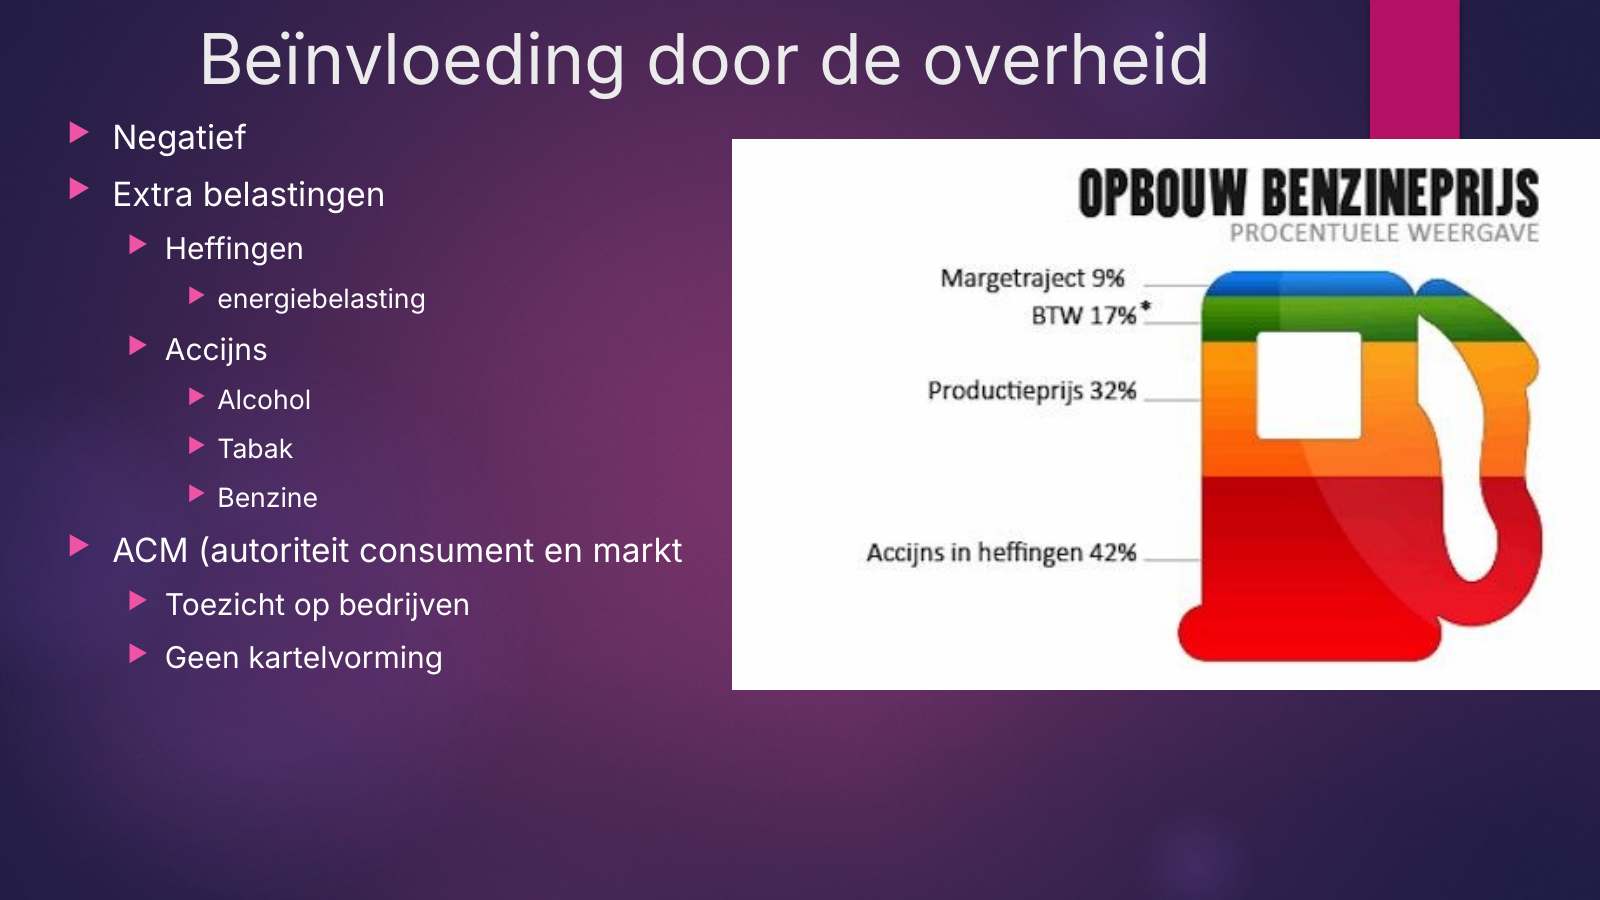 Beïnvloeding door de overheid
Negatief
Extra belastingen
Heffingen
energiebelasting
Accijns
Alcohol
Tabak
Benzine
ACM (autoriteit consument en markt
Toezicht op bedrijven
Geen kartelvorming
OPBOUW BENZINEPRIJS
PROCENTUELE WEERGAVE
Margetraject 9%
BTW 17%*
Productieprijs 32%
Accijns in heffingen 42%